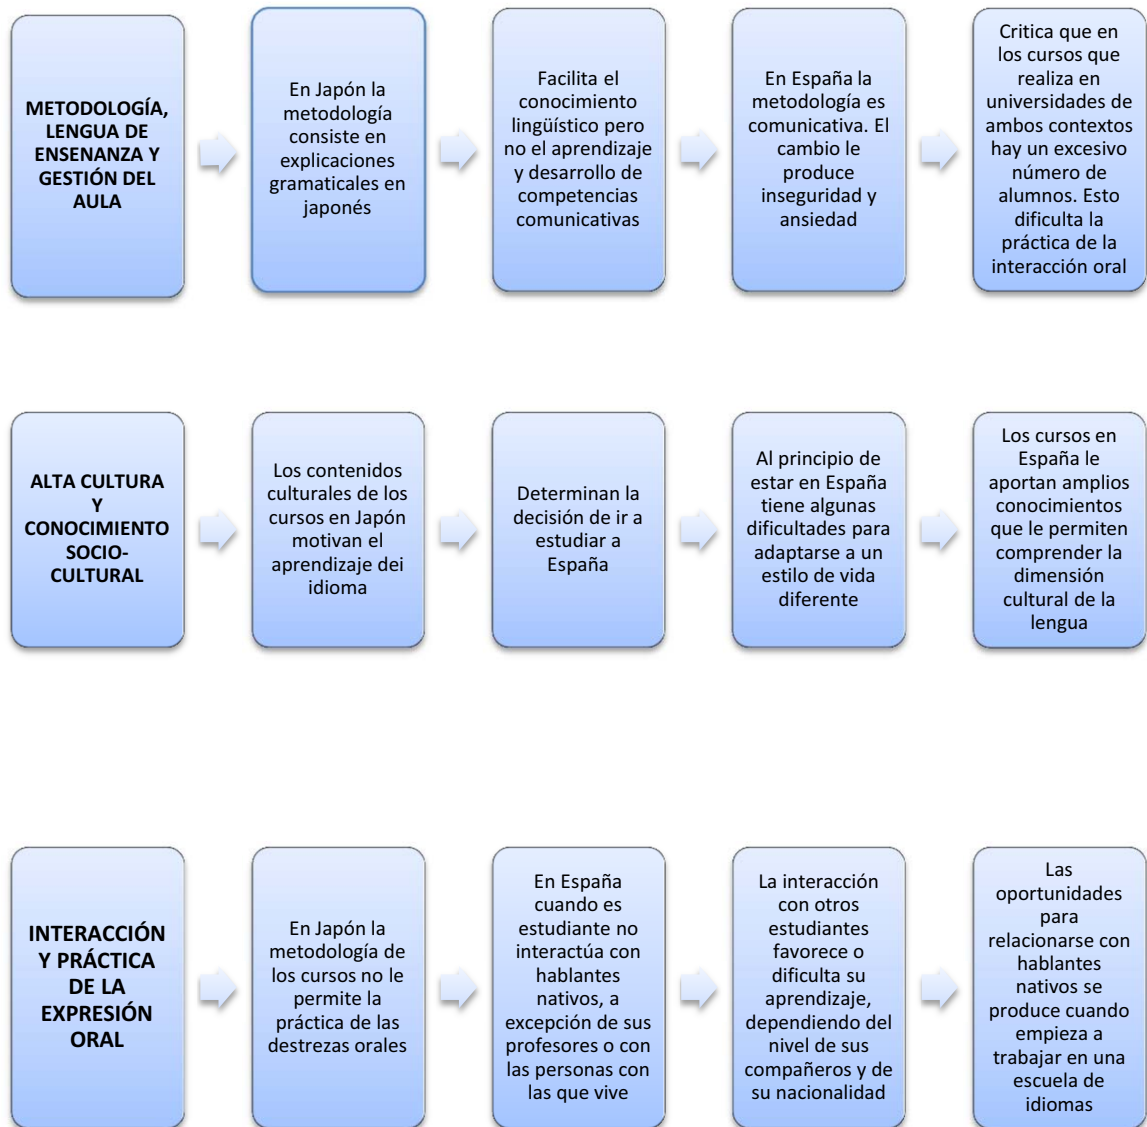 METODOLOGÍA,
LENGUA DE
ENSENANZA Y
GESTIÓN DEL
AULA
En Japón la
metodología
consiste en
explicaciones
gramaticales en
japonés
Facilita el
conocimiento
lingüístico pero
no el aprendizaje
y desarrollo de
competencias
comunicativas
En España la
metodología es
comunicativa. El
cambio le
produce
inseguridad y
ansiedad
Critica que en
los cursos que
realiza en
universidades de
ambos contextos
hay un excesivo
número de
alumnos. Esto
dificulta la
práctica de la
interacción oral
ALTA CULTURA
Y
CONOCIMIENTO
SOCIO-
CULTURAL
Los contenidos
culturales de los
cursos en Japón
motivan el
aprendizaje dei
idioma
Determinan la
decisión de ir a
estudiar a
España
Al principio de
estar en España
tiene algunas
dificultades para
adaptarse a un
estilo de vida
diferente
Los cursos en
España le
aportan amplios
conocimientos
que le permiten
comprender la
dimensión
cultural de la
lengua
INTERACCIÓN
Y PRÁCTICA
DE LA
EXPRESIÓN
ORAL
En Japón la
metodología de
los cursos no le
permite la
práctica de las
destrezas orales
En España
cuando es
estudiante no
interactúa con
hablantes
nativos, a
excepción de sus
profesores o con
las personas con
las que vive
La interacción
con otros
estudiantes
favorece o
dificulta su
aprendizaje,
dependiendo del
nivel de sus
compañeros y de
su nacionalidad
Las
oportunidades
para
relacionarse con
hablantes
nativos se
produce cuando
empieza a
trabajar en una
escuela de
idiomas